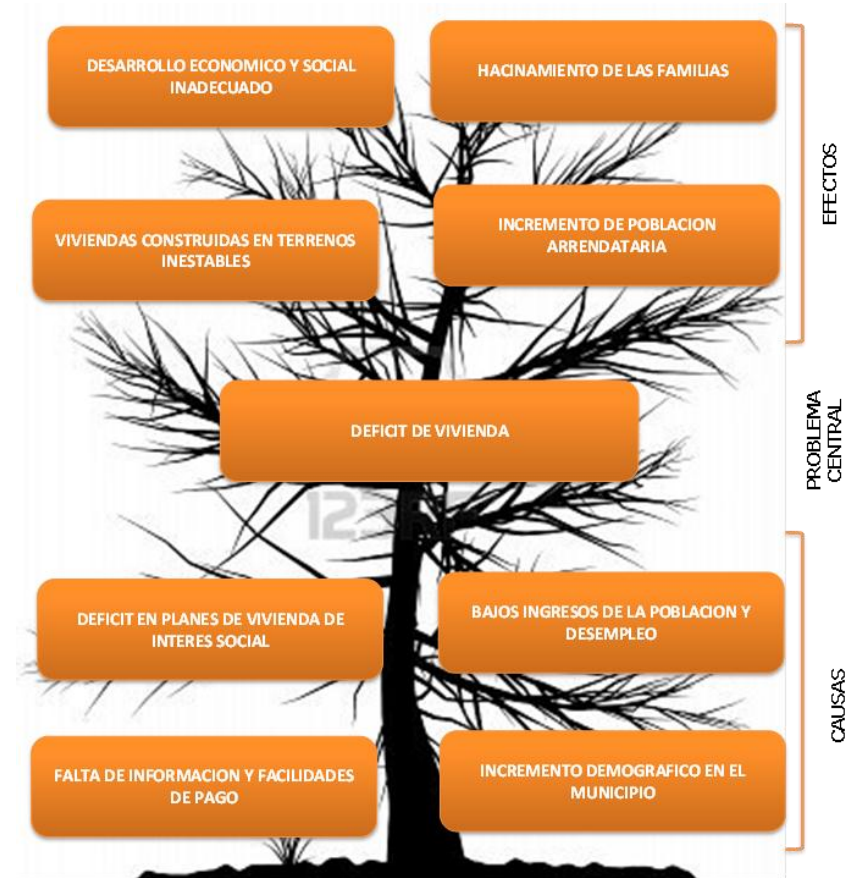 DESARROLLO ECONOMICO Y SOCIAL
INADECUADO
HACINAMIENTO DE LAS FAMILIAS
VIVIENDAS CONSTRUIDAS EN TERRENOS
INESTABLES
INCREMENTO DE POBLACION
ARRENDATARIA
EFECTOS
DEFICIT DE VIVIENDA
PROBLEMA
CENTRAL
DEFICIT EN PLANES DE VIVIENDA DE
INTERES SOCIAL
BAJOS INGRESOS DE LA POBLACION Y
DESEMPLEO
FALTA DE INFORMACION Y FACILIDADES
DE PAGO
INCREMENTO DEMOGRAFICO EN EL
MUNICIPIO
CAUSAS